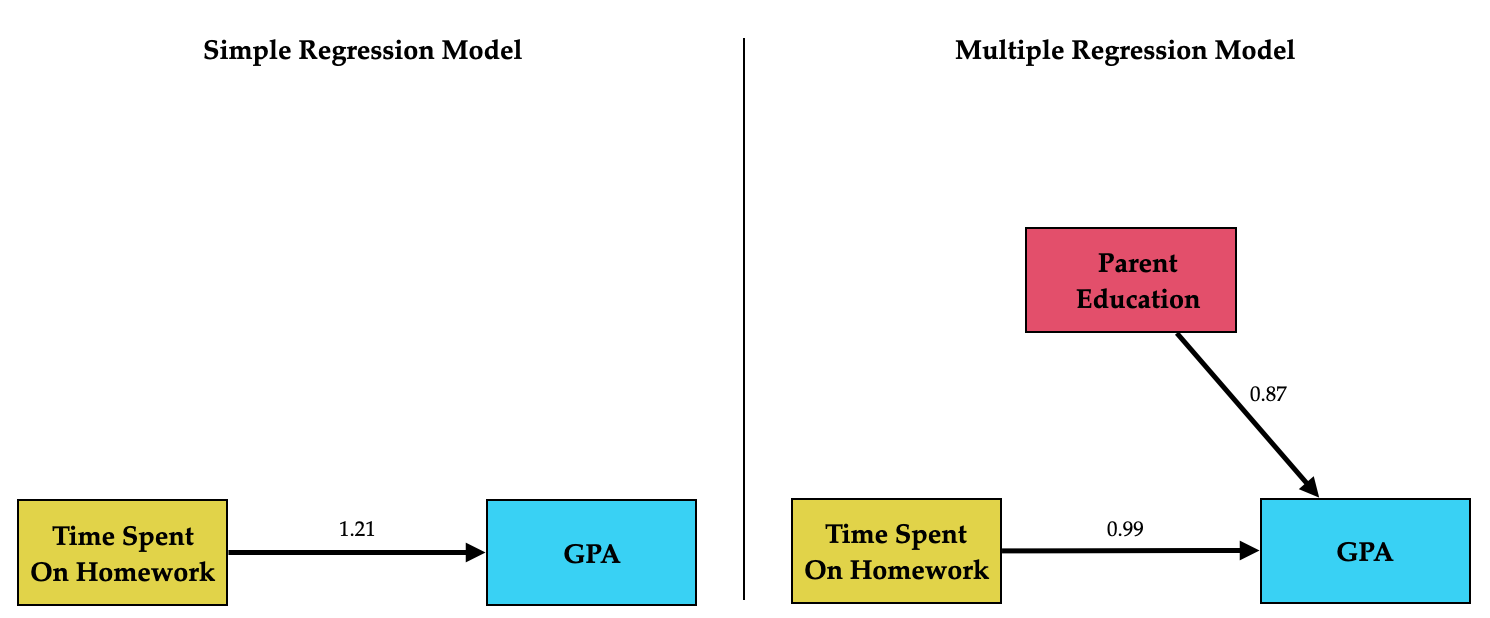 Simple Regression Model
Time Spent
On Homework
1.21
GPA
Multiple Regression Model
Parent
Education
0.87
Time Spent
On Homework
0.99
GPA